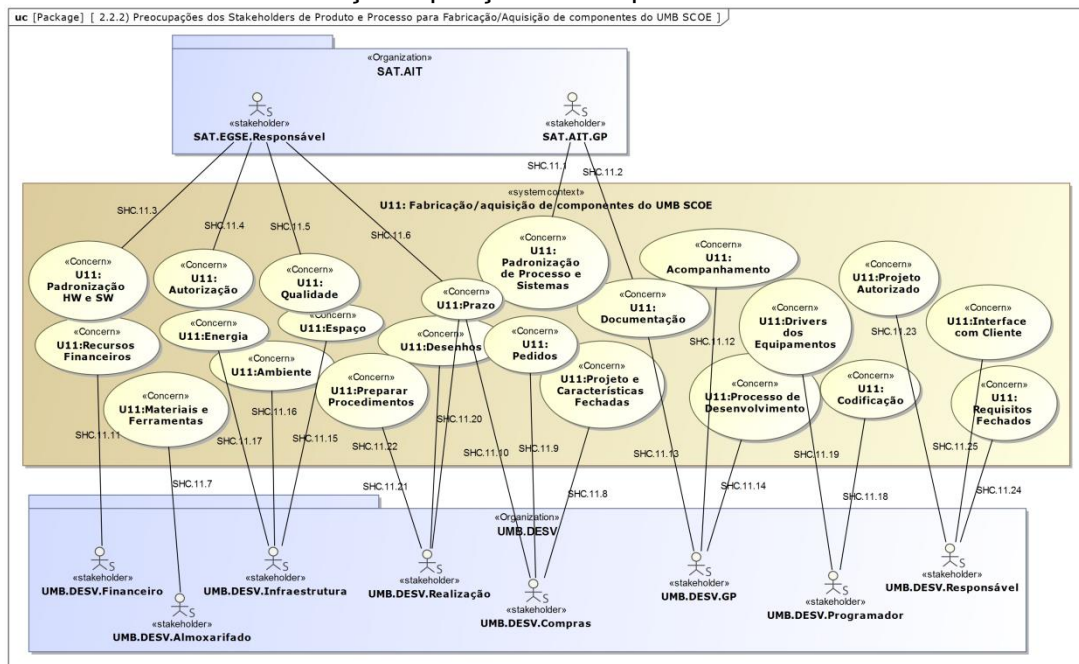 uc [Package] [ 2.2.2) Preocupações dos Stakeholders de Produto e Processo para Fabricação/Aquisição de componentes do UMB SCOE ]
«Organization»
SAT.AIT
«stakeholder»
SAT.EGSE.Responsável
«stakeholder»
SAT.AIT.GP
SHC.11.1
SHC.11.2
SHC.11.3
SHC.11.4
SHC.11.5
SHC.11.6
«system context»
U11: Fabricação/aquisição de componentes do UMB SCOE
«Concern»
U11:
Padronização
HW e SW
«Concern»
U11:
Autorização
«Concern»
U11:
Qualidade
«Concern»
U11:Prazo
«Concern»
U11:
Padronização
de Processo e
Sistemas
«Concern»
U11:
Documentação
«Concern»
U11:
Acompanhamento
«Concern»
U11:Drivers
dos
Equipamentos
«Concern»
U11:Projeto
Autorizado
«Concern»
U11:Interface
com Cliente
«Concern»
U11:Recursos
Financeiros
«Concern»
U11:Energia
«Concern»
U11:Espaço
«Concern»
U11:Ambiente
«Concern»
U11:Desenhos
«Concern»
U11:
Pedidos
«Concern»
U11:Materiais e
Ferramentas
«Concern»
U11:Preparar
Procedimentos
«Concern»
U11:Projeto e
Características
Fechadas
«Concern»
U11:Processo de
Desenvolvimento
«Concern»
U11:
Codificação
«Concern»
U11:
Requisitos
Fechados
SHC.11.12
SHC.11.23
SHC.11.11
SHC.11.16
SHC.11.17
SHC.11.15
SHC.11.22
SHC.11.20
SHC.11.10
SHC.11.9
SHC.11.13
SHC.11.19
SHC.11.25
SHC.11.7
SHC.11.21
SHC.11.8
SHC.11.14
SHC.11.18
SHC.11.24
«Organization»
UMB.DESV
«stakeholder»
UMB.DESV.Financeiro
«stakeholder»
UMB.DESV.Almoxarifado
«stakeholder»
UMB.DESV.Infraestrutura
«stakeholder»
UMB.DESV.Realização
«stakeholder»
UMB.DESV.Compras
«stakeholder»
UMB.DESV.GP
«stakeholder»
UMB.DESV.Programador
«stakeholder»
UMB.DESV.Responsável